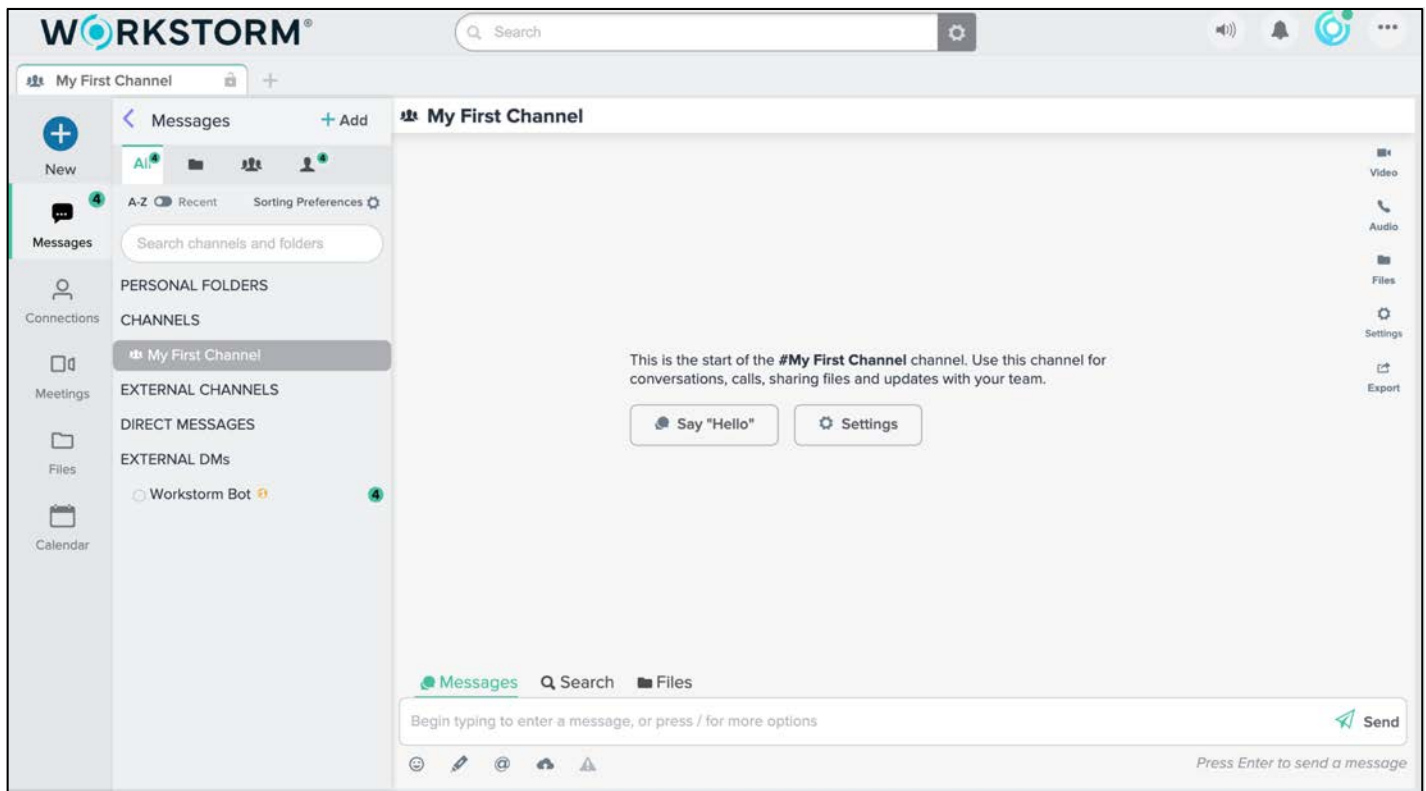 WORKSTORM®
Search
My First Channel
New
Messages
4
Connections
Meetings
Files
Calendar
Messages
+ Add
All 4
4
A-Z Recent Sorting Preferences
Search channels and folders
PERSONAL FOLDERS
CHANNELS
My First Channel
EXTERNAL CHANNELS
DIRECT MESSAGES
EXTERNAL DMs
Workstorm Bot 4
My First Channel
This is the start of the #My First Channel channel. Use this channel for
conversations, calls, sharing files and updates with your team.
Say "Hello" Settings
Video
Audio
Files
Settings
Export
Messages Search Files
Begin typing to enter a message, or press / for more options
Send
@
Press Enter to send a message